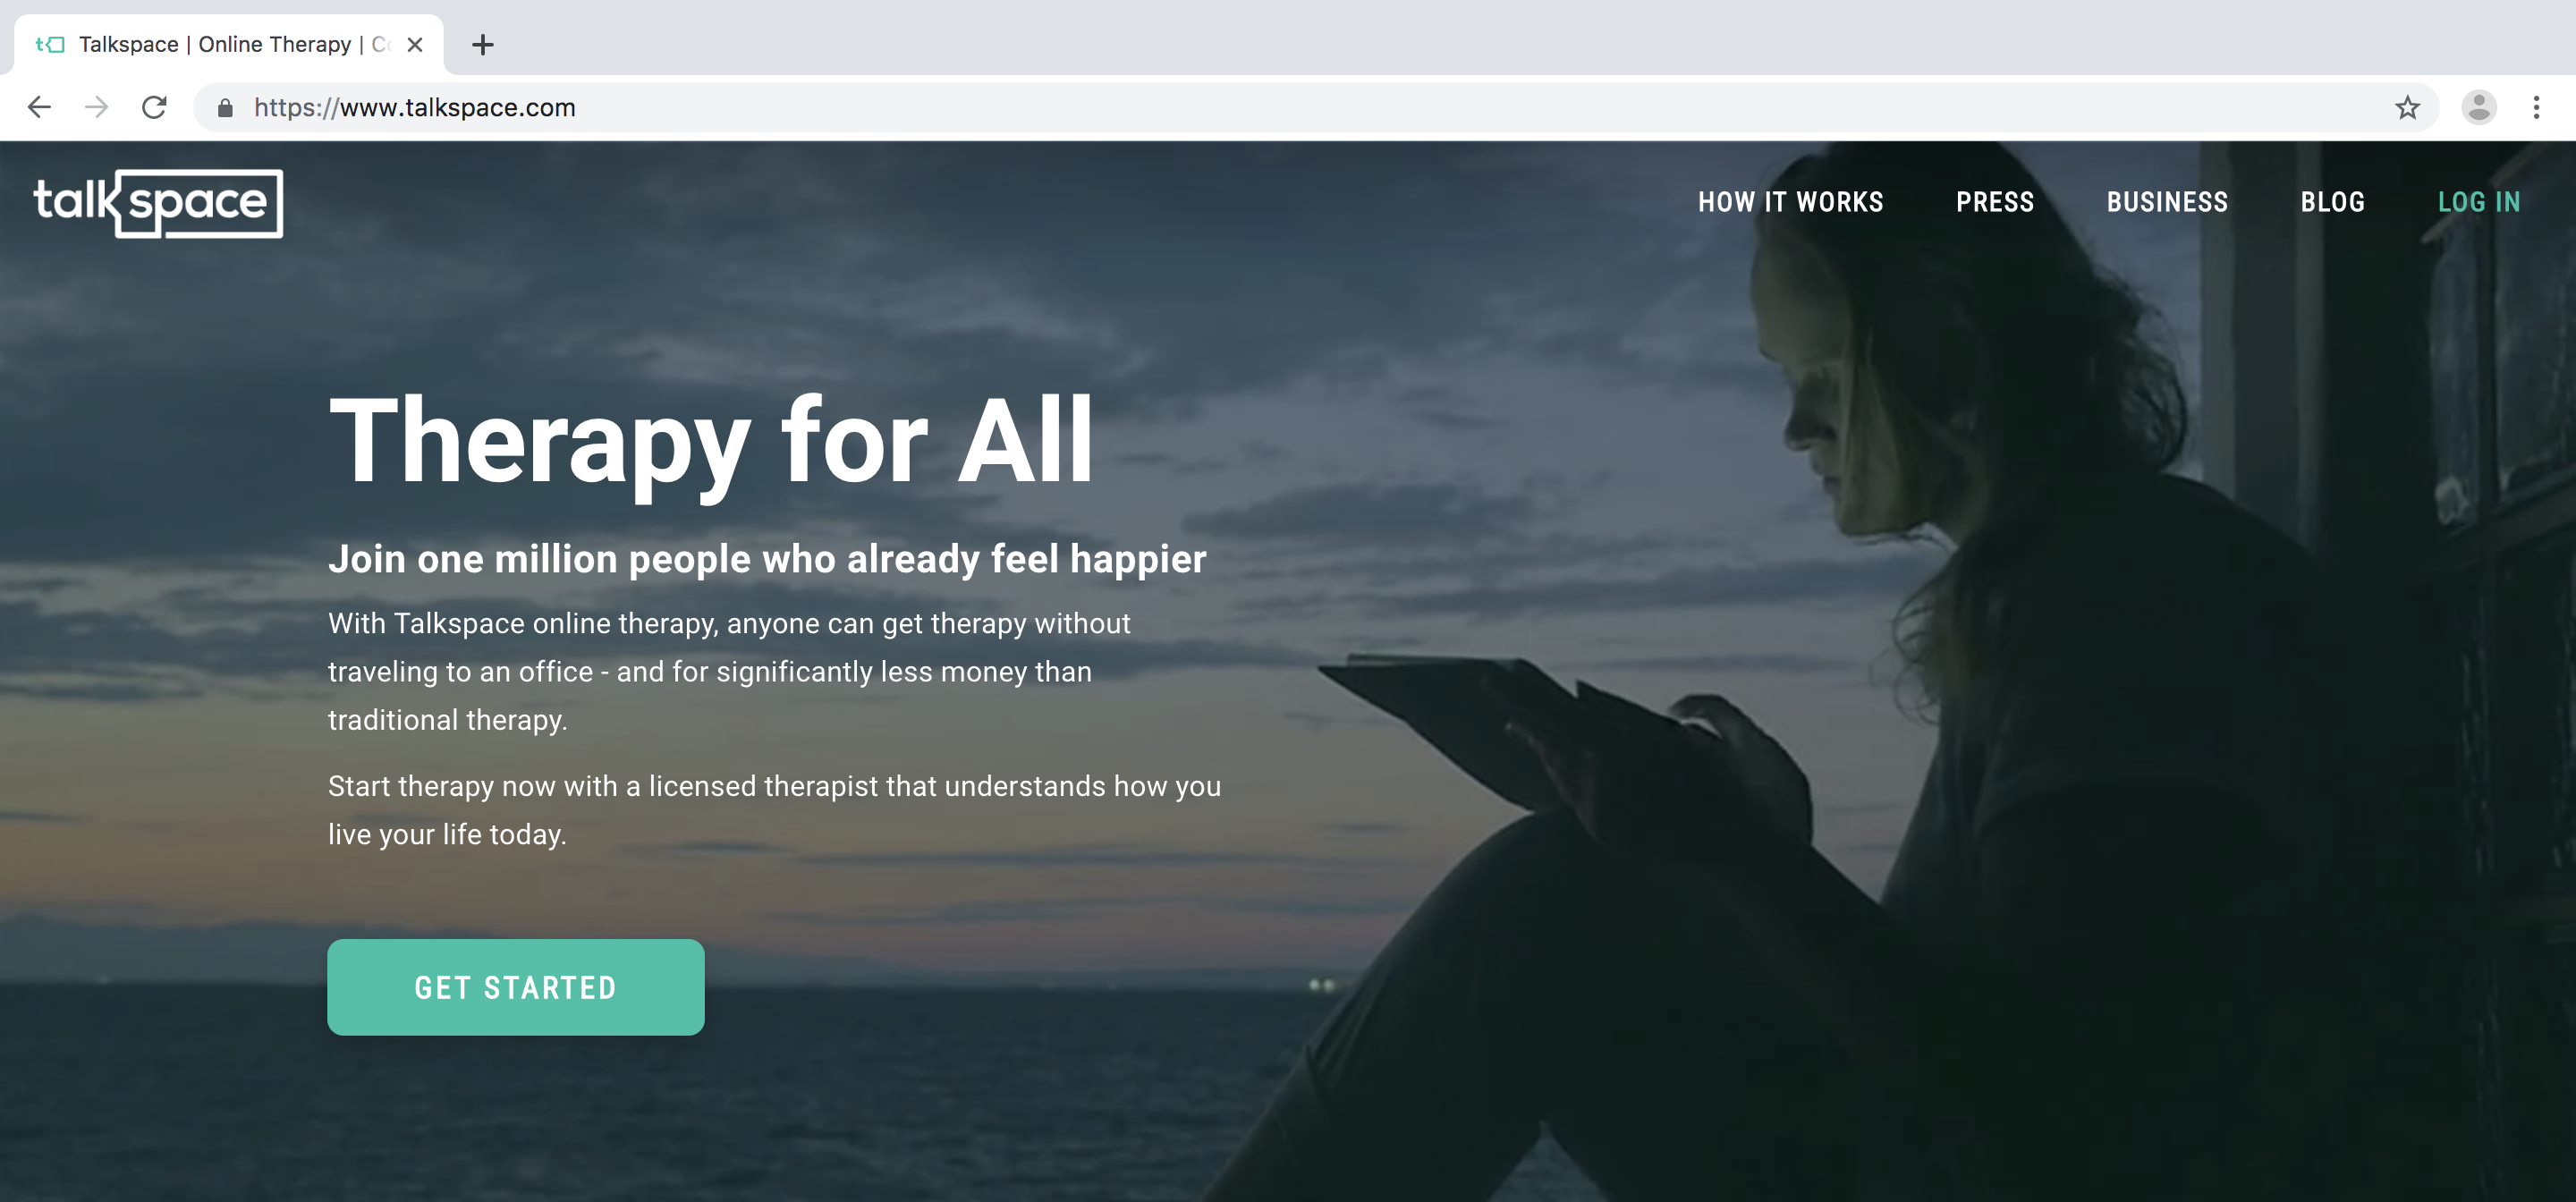 Talkspace | Online Therapy |
https://www.talkspace.com
talkspace
HOW IT WORKS PRESS BUSINESS BLOG LOG IN
Therapy for All
Join one million people who already feel happier
With Talkspace online therapy, anyone can get therapy without
traveling to an office - and for significantly less money than
traditional therapy.
Start therapy now with a licensed therapist that understands how you
live your life today.
GET STARTED